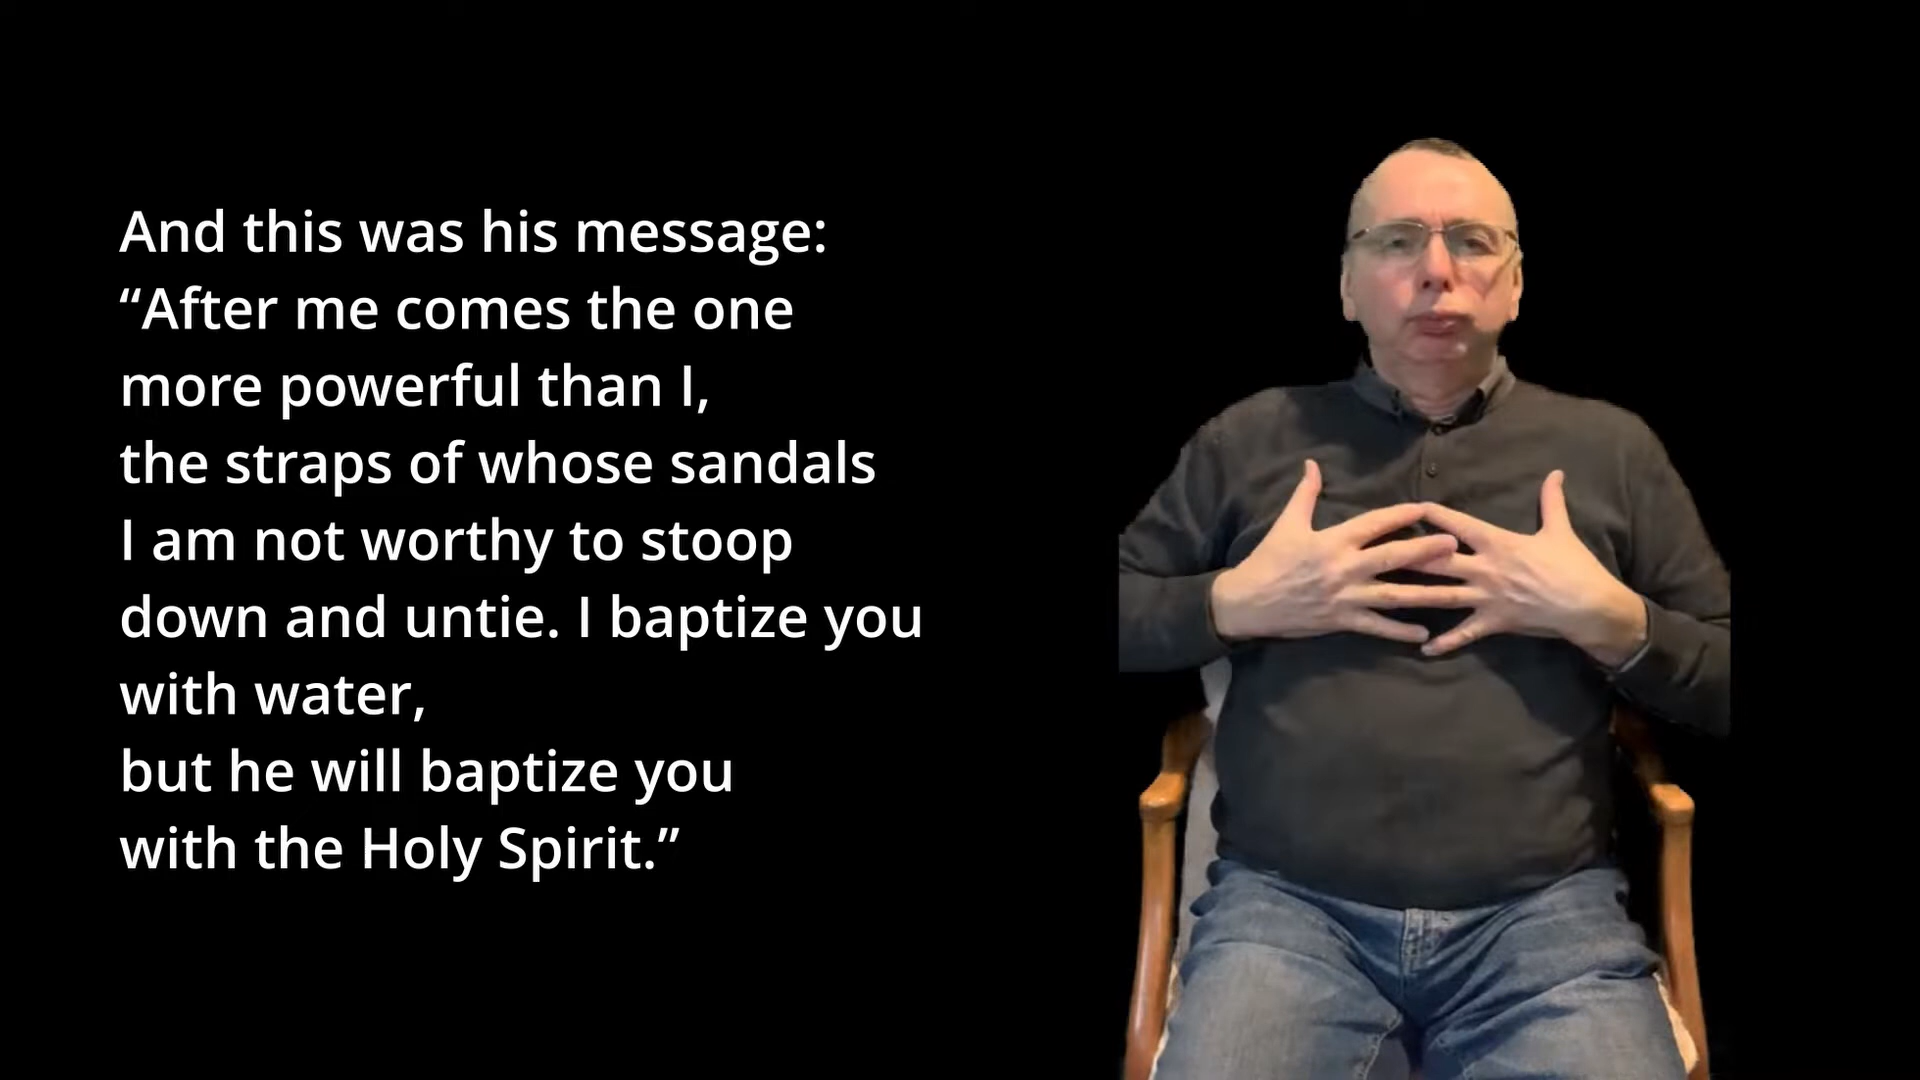 And this was his message:
“After me comes the one
more powerful than I,
the straps of whose sandals
I am not worthy to stoop
down and untie. I baptize you
with water,
but he will baptize you
with the Holy Spirit.”